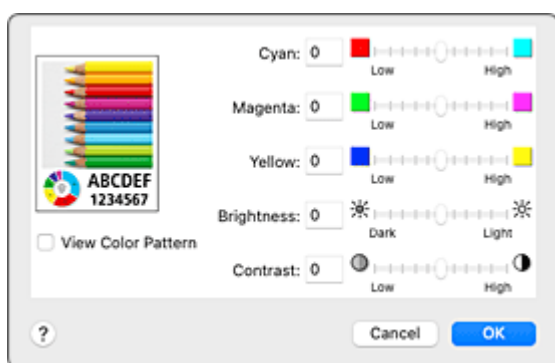 Cyan: 0
Low High
Magenta: 0
Low High
Yellow: 0
Low High
ABCDEF
1234567
Brightness: 0
Dark Light
View Color Pattern
Contrast: 0
Low High
? Cancel OK